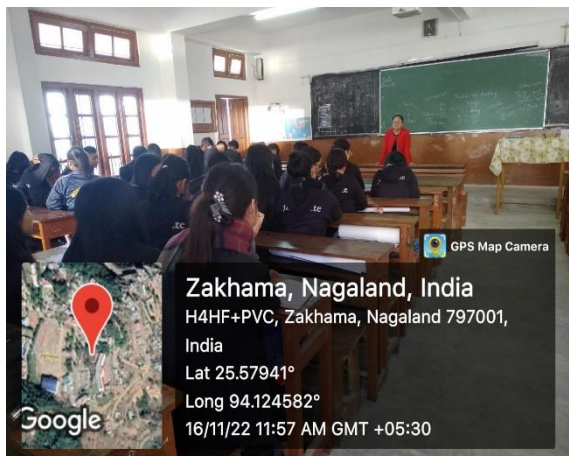 GPS Map Camera
Zakhama, Nagaland, India
H4HF+PVC, Zakhama, Nagaland 797001,
India
Lat 25.57941°
Long 94.124582°
16/11/22 11:57 AM GMT +05:30
Google